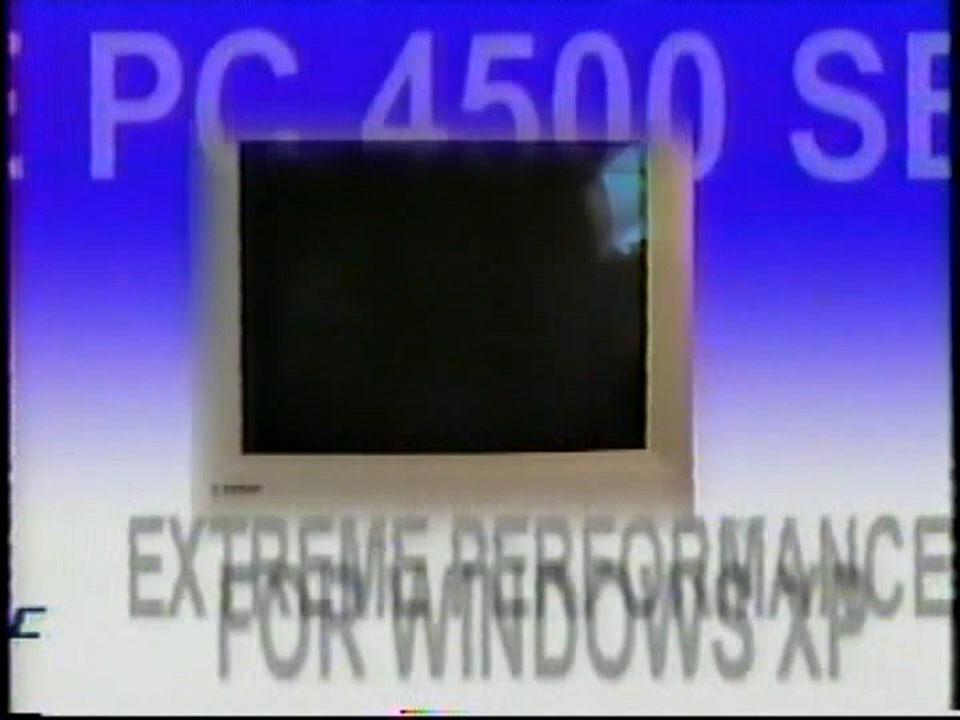 PC 4500 SE
EXTREME PERFORMANCE
FOR WINDOWS XP
C